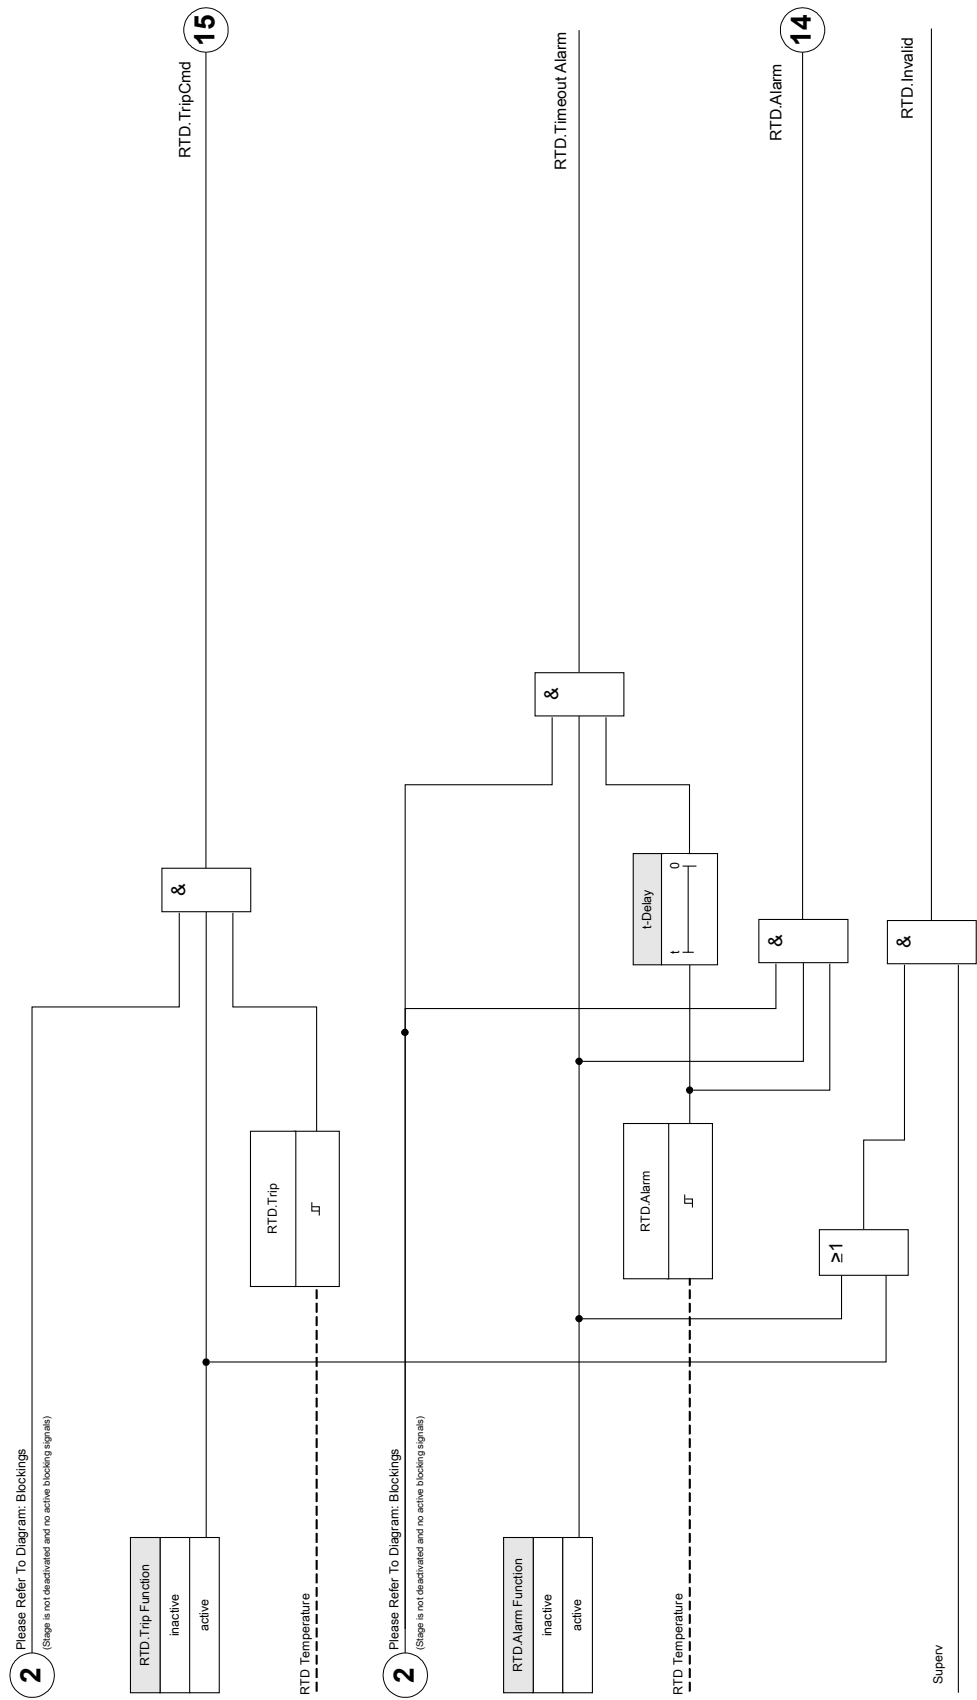 2
Please Refer To Diagram: Blockings
(Stage is not deactivated and no active blocking signals)
RTD.Trip Function
inactive
active
RTD Temperature
RTD.Trip
&
RTD.TripCmd
15
2
Please Refer To Diagram: Blockings
(Stage is not deactivated and no active blocking signals)
RTD.Alarm Function
inactive
active
RTD Temperature
RTD.Alarm
t-Delay
t
0
&
RTD.Timeout Alarm
&
RTD.Alarm
14
≥1
&
RTD.Invalid
Superv